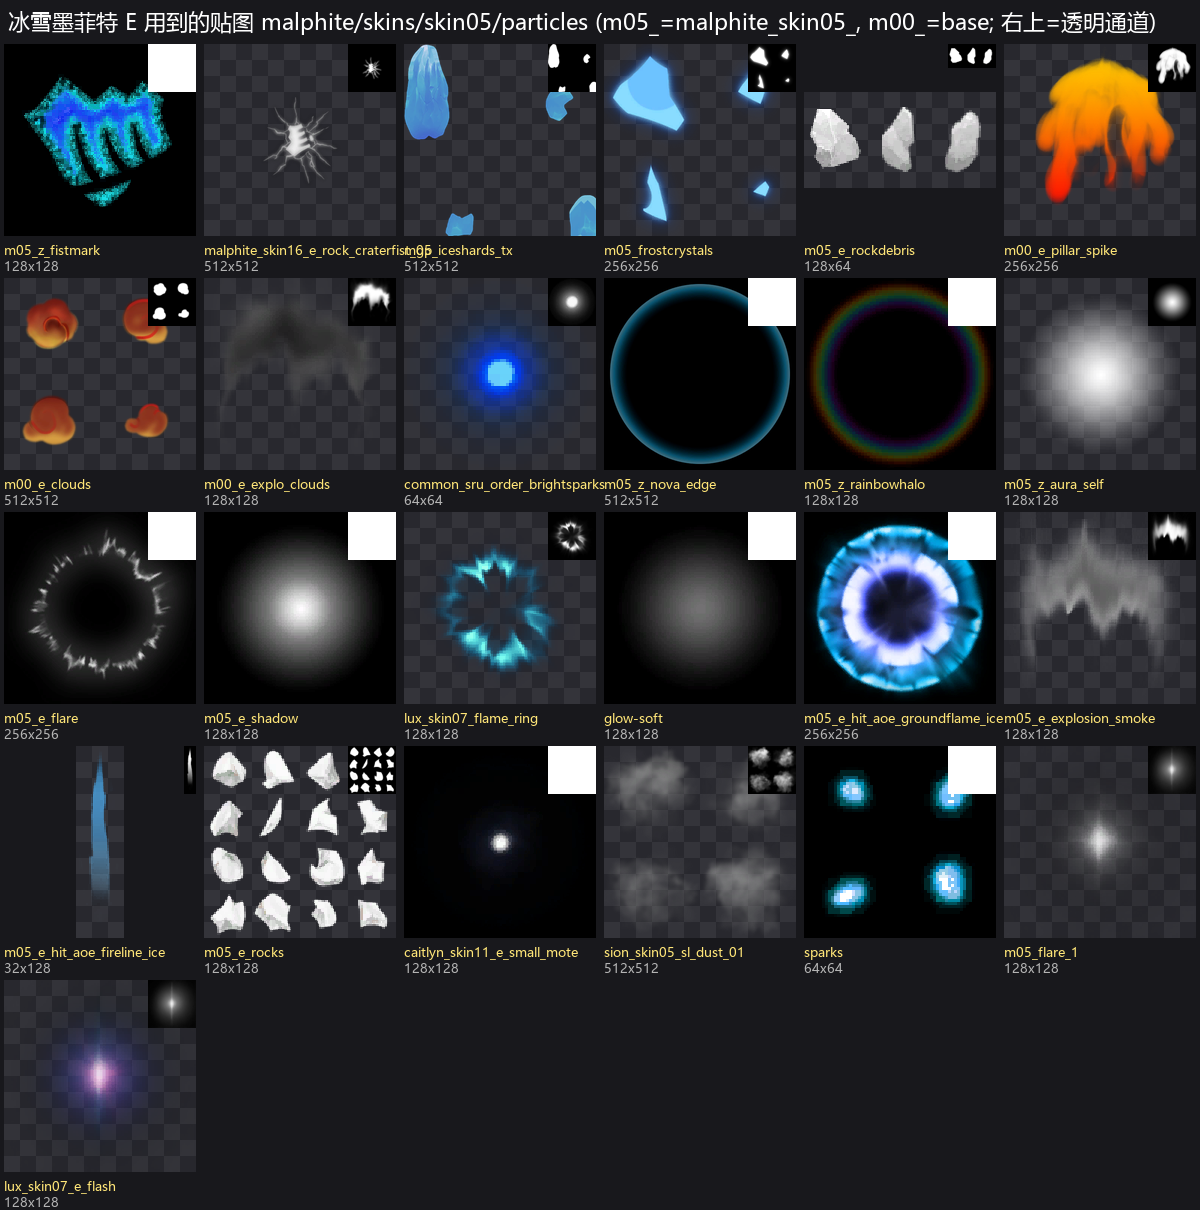 冰雪墨菲特 E 用到的贴图 malphite/skins/skin05/particles (m05_=malphite_skin05_, m00_=base; 右上=透明通道)
m05_z_fistmark
128x128
malphite_skin16_e_rock_craterfist_05
512x512
m05_iceshards_tx
512x512
m05_frostcrystals
256x256
m05_e_rockdebris
128x64
m00_e_pillar_spike
256x256
m00_e_clouds
512x512
m00_e_explo_clouds
128x128
common_sru_order_brightsparks
64x64
m05_z_nova_edge
512x512
m05_z_rainbowhalo
128x128
m05_z_aura_self
128x128
m05_e_flare
256x256
m05_e_shadow
128x128
lux_skin07_flame_ring
128x128
glow-soft
128x128
m05_e_hit_aoe_groundflame_ice
256x256
m05_e_explosion_smoke
128x128
m05_e_hit_aoe_fireline_ice
32x128
m05_e_rocks
128x128
caitlyn_skin11_e_small_mote
128x128
sion_skin05_sl_dust_01
512x512
sparks
64x64
m05_flare_1
128x128
lux_skin07_e_flash
128x128